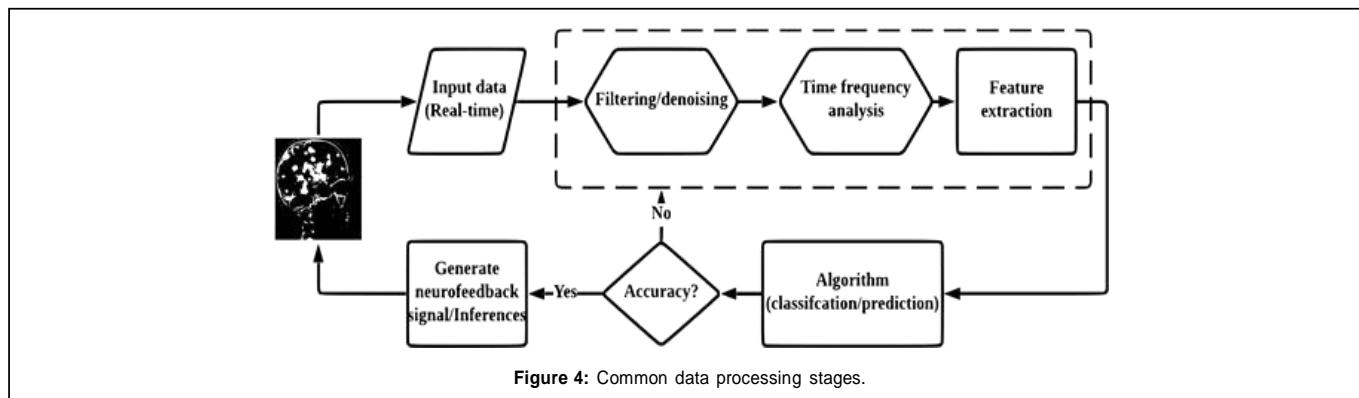 Input data
(Real-time)
Filtering/denoising
Time frequency
analysis
Feature
extraction
No
Generate
neurofeedback
signal/Inferences
Yes
Accuracy?
Algorithm
(classifcation/prediction)
Figure 4: Common data processing stages.